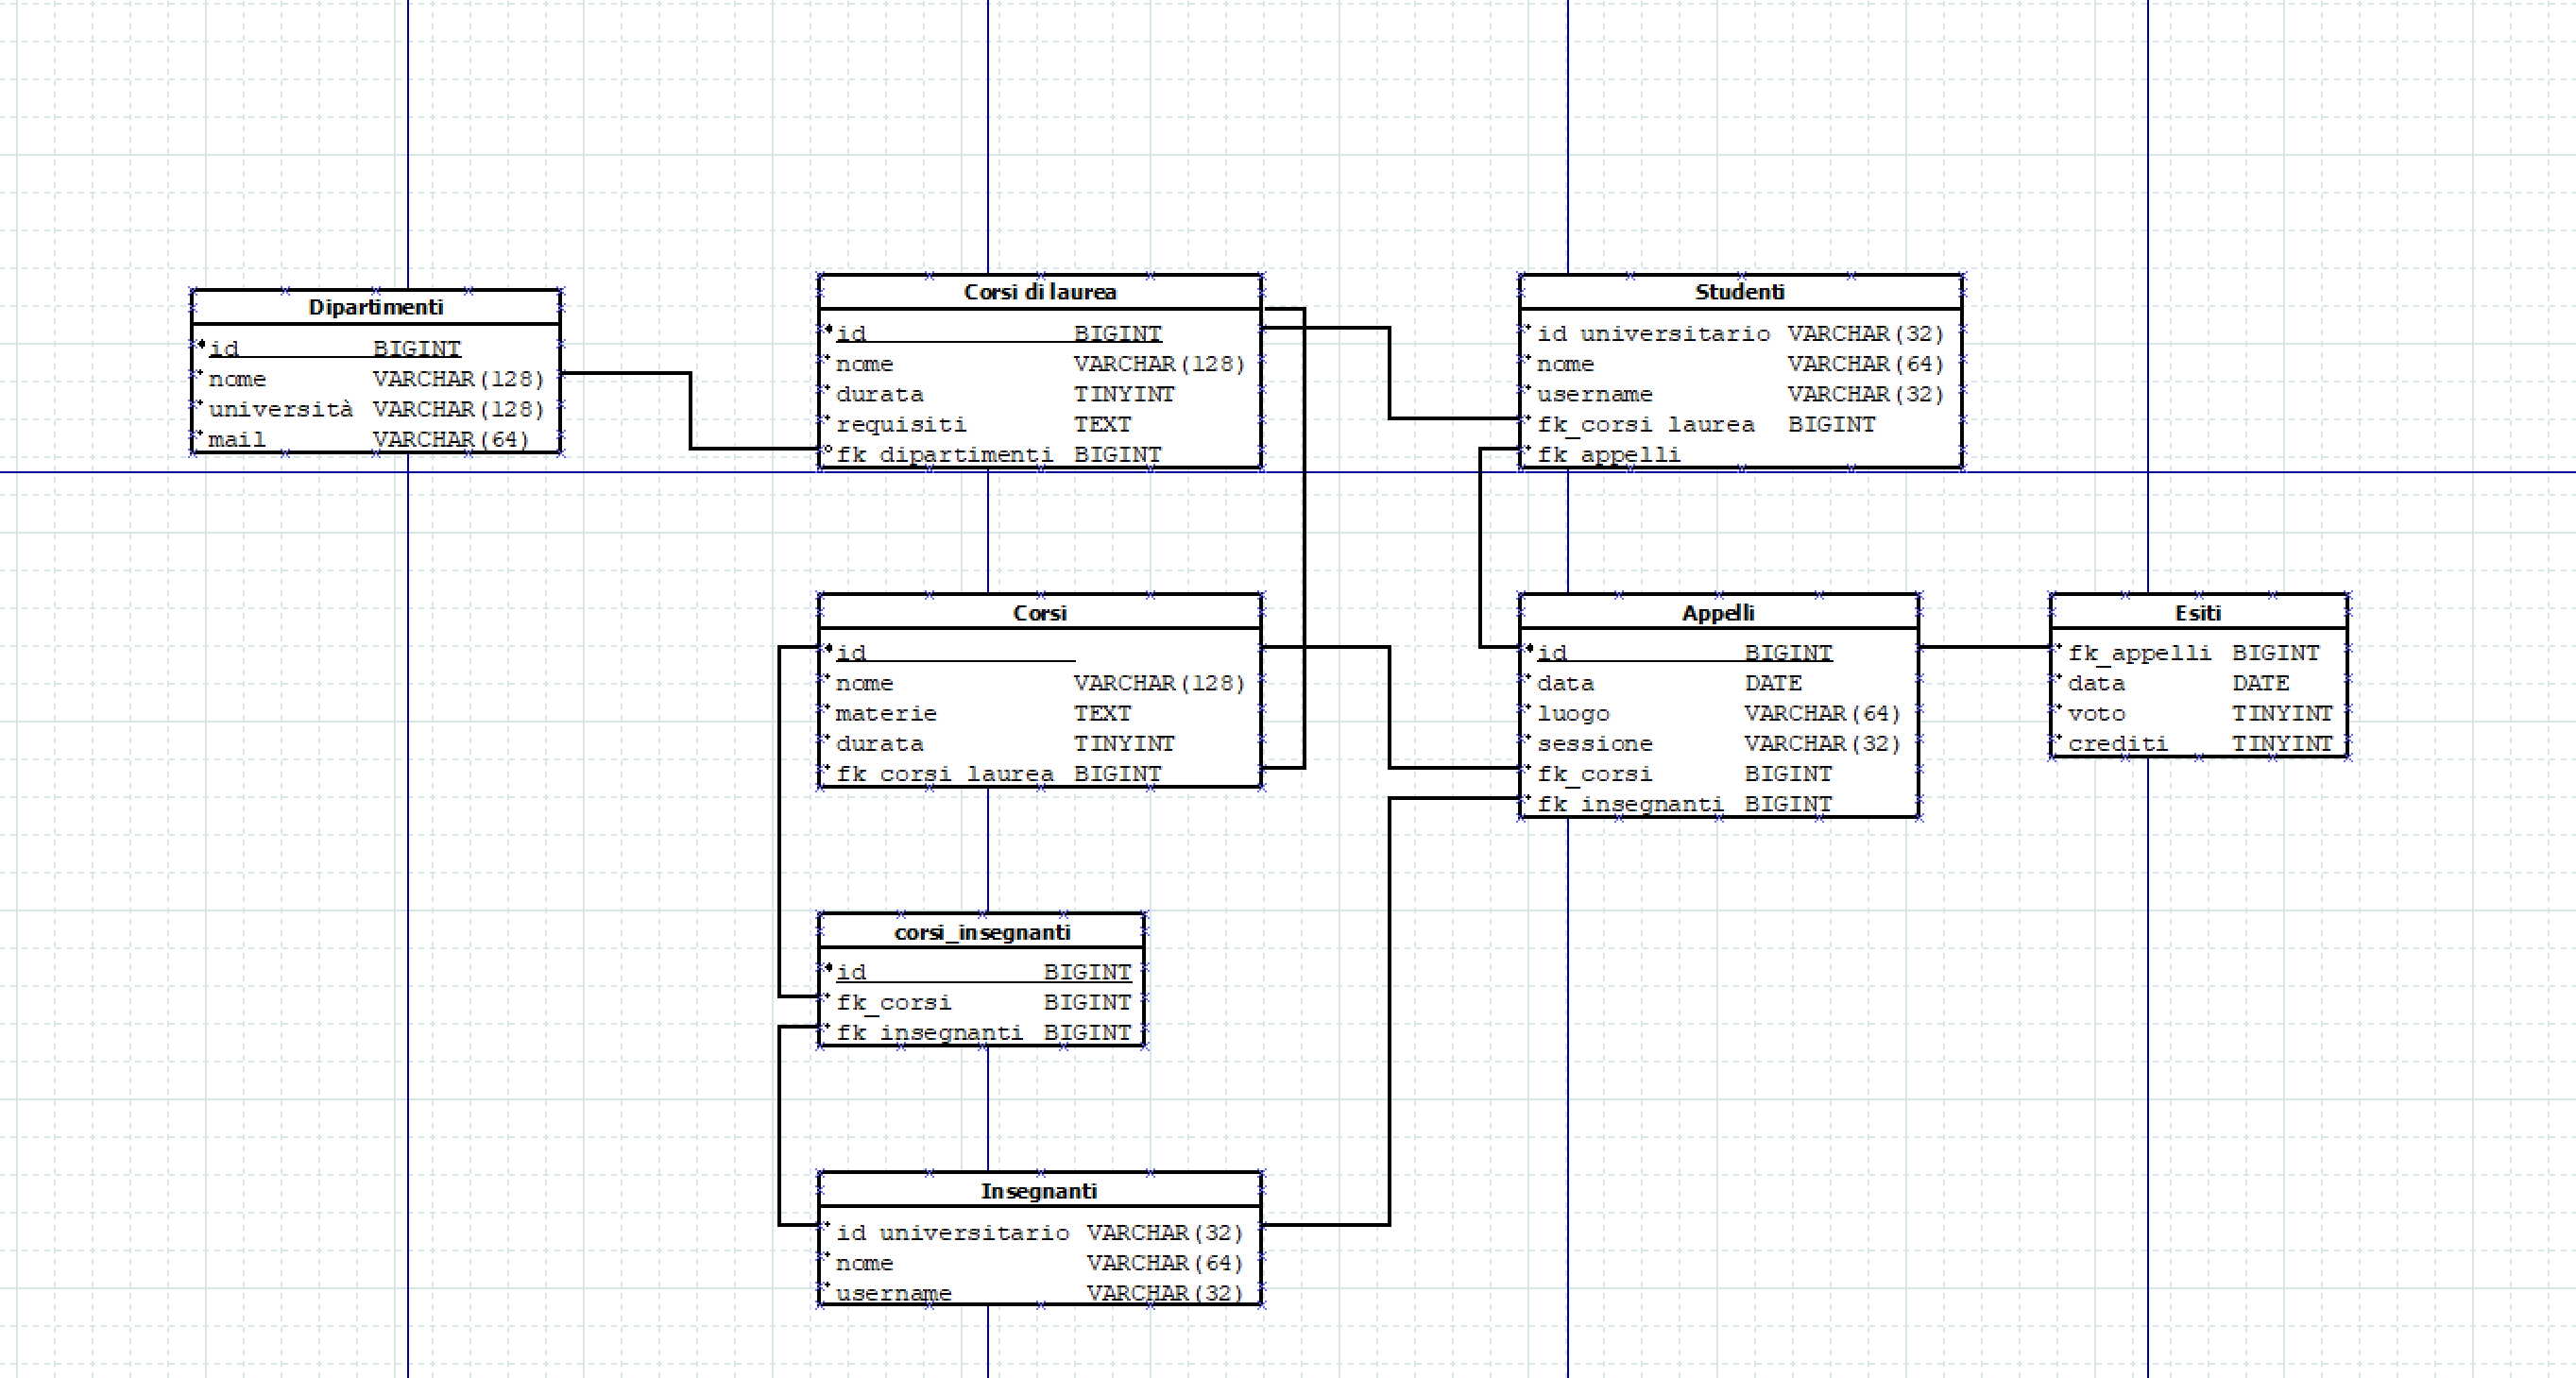 Dipartimenti
id BIGINT
nome VARCHAR(128)
università VARCHAR(128)
mail VARCHAR(64)
Corsi di laurea
id BIGINT
nome VARCHAR(128)
durata TINYINT
requisiti TEXT
fk_dipartimenti BIGINT
Studenti
id universitario VARCHAR(32)
nome VARCHAR(64)
username VARCHAR(32)
fk_corsi laurea BIGINT
fk_appelli
Corsi
id
nome VARCHAR(128)
materie TEXT
durata TINYINT
fk_corsi_laurea BIGINT
Appelli
id BIGINT
data DATE
luogo VARCHAR(64)
sessione VARCHAR(32)
fk_corsi BIGINT
fk_insegnanti BIGINT
Esiti
fk_appelli BIGINT
data DATE
voto TINYINT
crediti TINYINT
corsi_insegnanti
id BIGINT
fk_corsi BIGINT
fk_insegnanti BIGINT
Insegnanti
id universitario VARCHAR(32)
nome VARCHAR(64)
username VARCHAR(32)